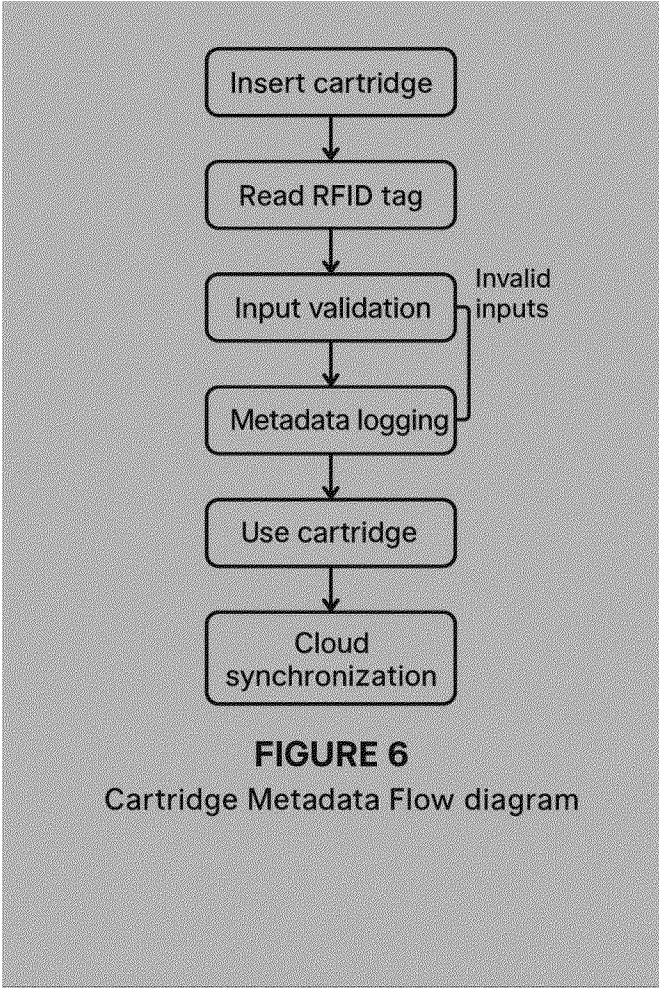 Insert cartridge
Read RFID tag
Invalid
inputs
Input validation
Metadata logging
Use cartridge
Cloud
synchronization
FIGURE 6
Cartridge Metadata Flow diagram